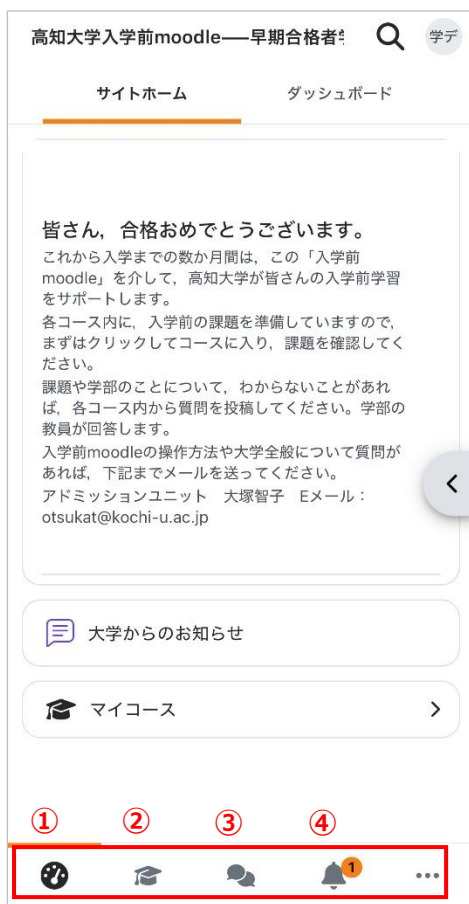 高知大学入学前moodle――早期合格者
学デ
サイトホーム
ダッシュボード
皆さん，合格おめでとうございます。
これから入学までの数か月間は，この「入学前
moodle」を介して，高知大学が皆さんの入学前学習
をサポートします。
各コース内に，入学前の課題を準備していますので，
まずはクリックしてコースに入り，課題を確認してく
ださい。
課題や学部のことについて，わからないことがあれ
ば，各コース内から質問を投稿してください。学部の
教員が回答します。
入学前moodleの操作方法や大学全般について質問が
あれば，下記までメールを送ってください。
アドミッションユニット　大塚智子　Eメール：
otsukat@kochi-u.ac.jp
大学からのお知らせ
マイコース
①
②
③
④
1